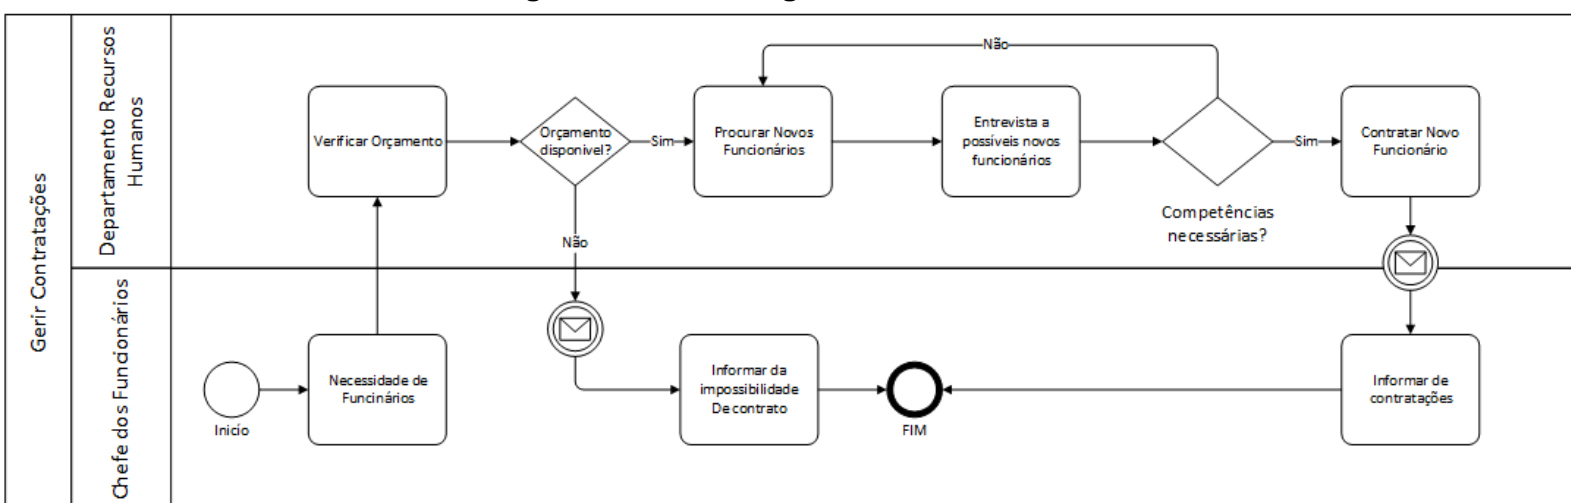 Gerir Contratações
Departamento Recursos
Humanos
Verificar Orçamento
Orçamento
disponivel?
Sim
Não
Procurar Novos
Funcionários
Entrevista a
possíveis novos
funcionários
Não
Competências
necessárias?
Sim
Contratar Novo
Funcionário
Chefe dos Funcionários
Inicío
Necessidade de
Funcinários
Informar da
impossibilidade
De contrato
FIM
Informar de
contratações